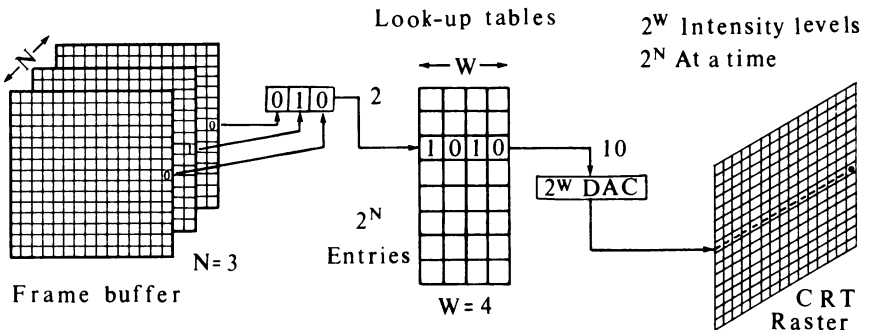 Look-up tables
2^W Intensity levels
2^N At a time
N
W
0 1 0
2
0
1
0
1 0 1 0
10
2^W DAC
2^N
Entries
N=3
Frame buffer
W=4
CRT
Raster